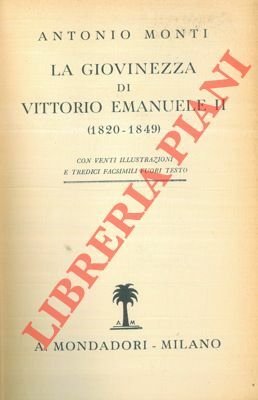 ANTONIO MONTI
LA GIOVINEZZA
DI
VITTORIO EMANUELE II
(1820-1849)
CON VENTI ILLUSTRAZIONI
E TREDICI FACSIMILI FUORI TESTO
A M
A. MONDADORI - MILANO
LIBRERIA PIANI